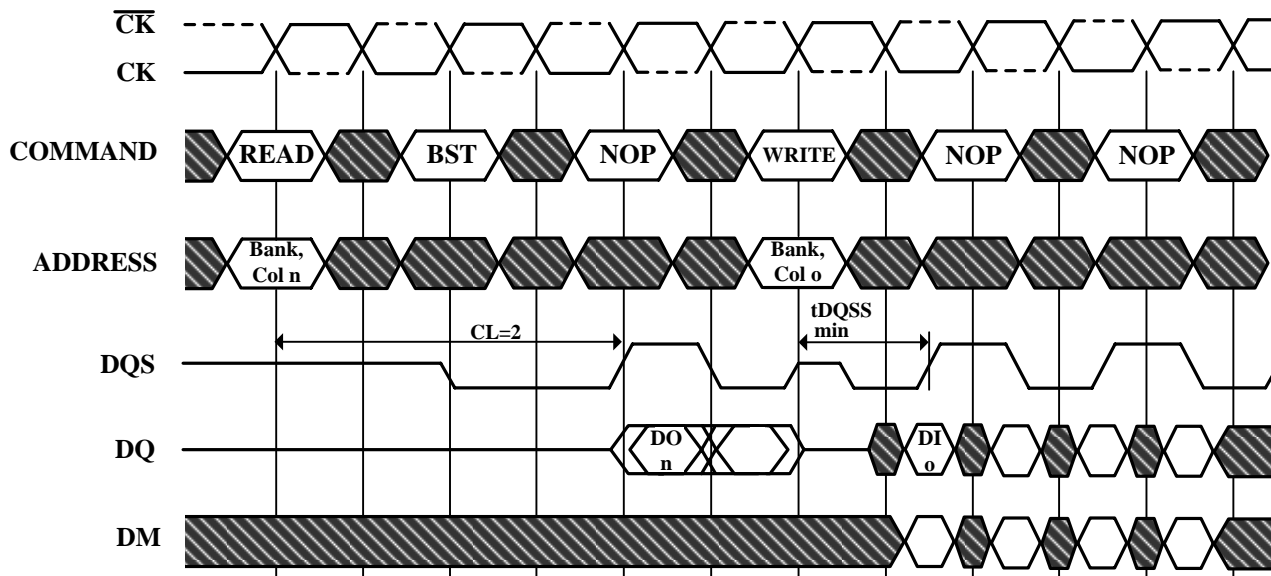 CK
CK
COMMAND READ BST NOP WRITE NOP NOP
ADDRESS Bank, Col n Bank, Col o
tDQSS
min
CL=2
DQS
DQ DO n DI o
DM